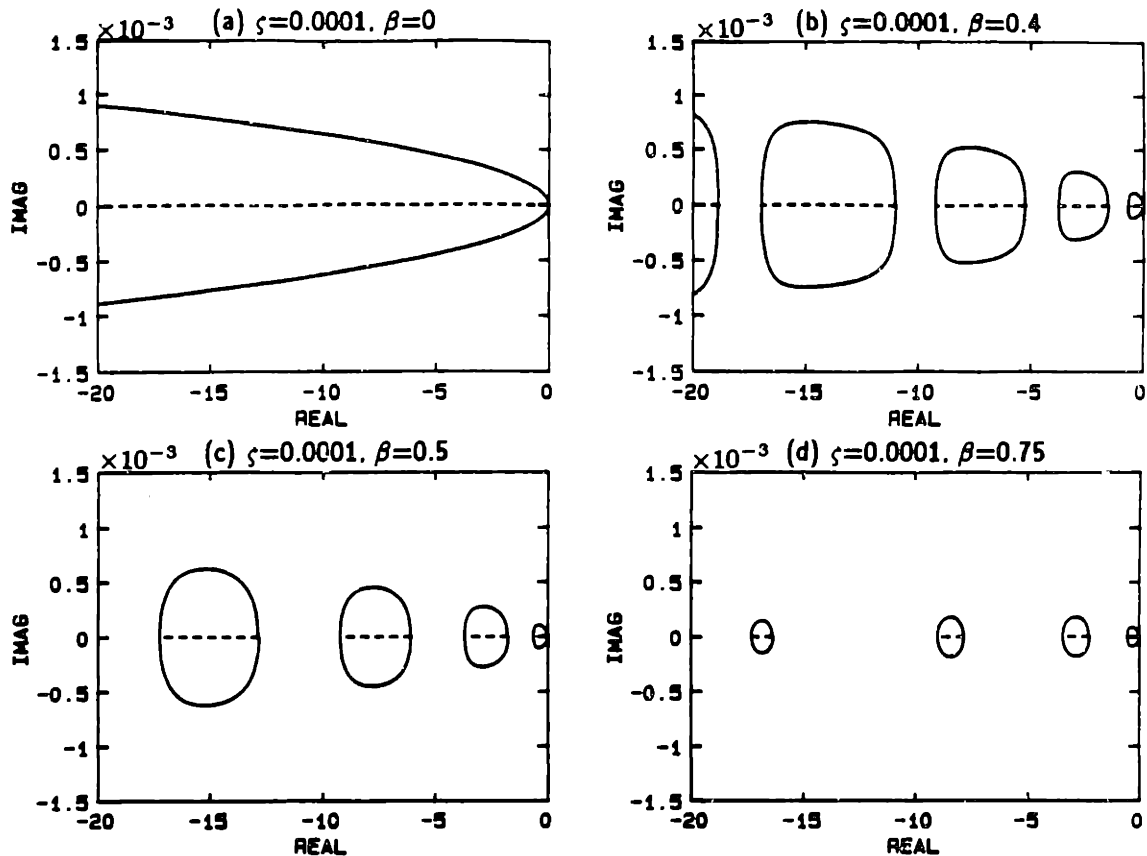 ×10⁻³ (a) ς=0.0001, β=0
1.5
1
0.5
0
-0.5
-1
-1.5
IMAG
-20 -15 -10 -5 0
REAL
×10⁻³ (b) ς=0.0001, β=0.4
1.5
1
0.5
0
-0.5
-1
-1.5
IMAG
-20 -15 -10 -5 0
REAL
×10⁻³ (c) ς=0.0001, β=0.5
1.5
1
0.5
0
-0.5
-1
-1.5
IMAG
-20 -15 -10 -5 0
REAL
×10⁻³ (d) ς=0.0001, β=0.75
1.5
1
0.5
0
-0.5
-1
-1.5
IMAG
-20 -15 -10 -5 0
REAL